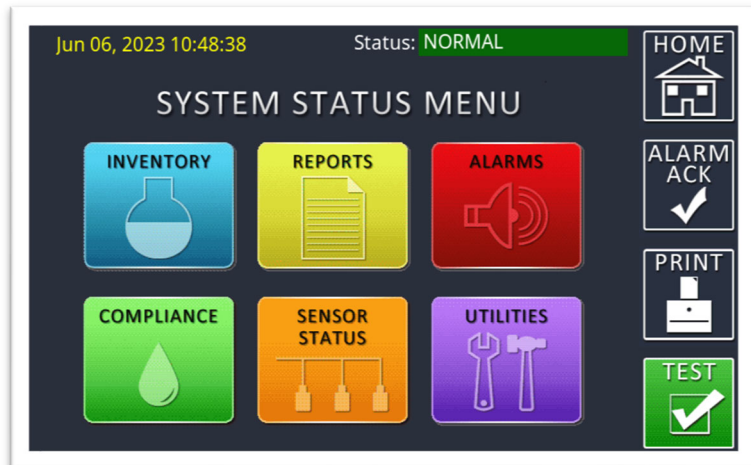 Jun 06, 2023 10:48:38
Status: NORMAL
HOME
SYSTEM STATUS MENU
INVENTORY
REPORTS
ALARMS
ALARM
ACK
PRINT
COMPLIANCE
SENSOR
STATUS
UTILITIES
TEST